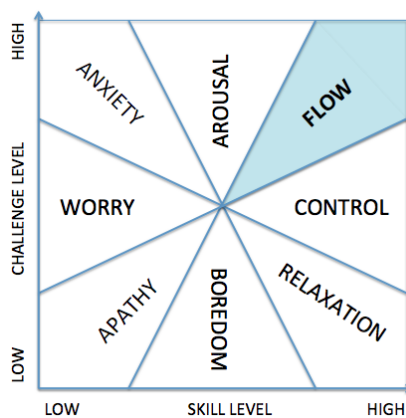 HIGH
CHALLENGE LEVEL
LOW
ANXIETY
AROUSAL
FLOW
WORRY
CONTROL
APATHY
BOREDOM
RELAXATION
LOW
SKILL LEVEL
HIGH